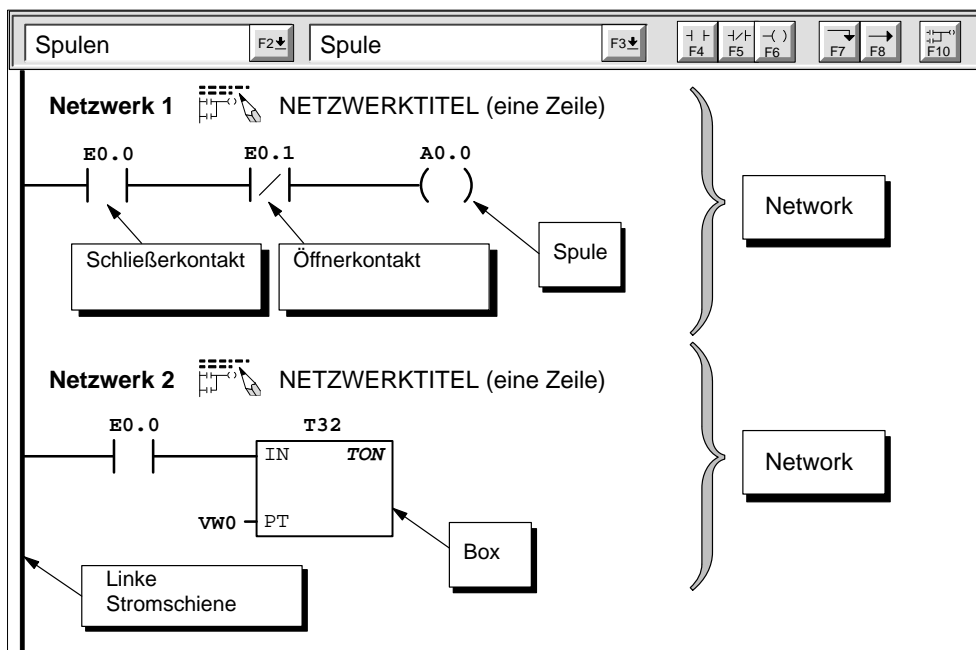 Spulen F2 Spule F3 F4 F5 F6 F7 F8 F10
Netzwerk 1 NETZWERKTITEL (eine Zeile)
E0.0 E0.1 A0.0
Network
Schließerkontakt Öffnerkontakt Spule
Netzwerk 2 NETZWERKTITEL (eine Zeile)
E0.0 T32
IN TON
Network
VW0 PT
Box
Linke
Stromschiene